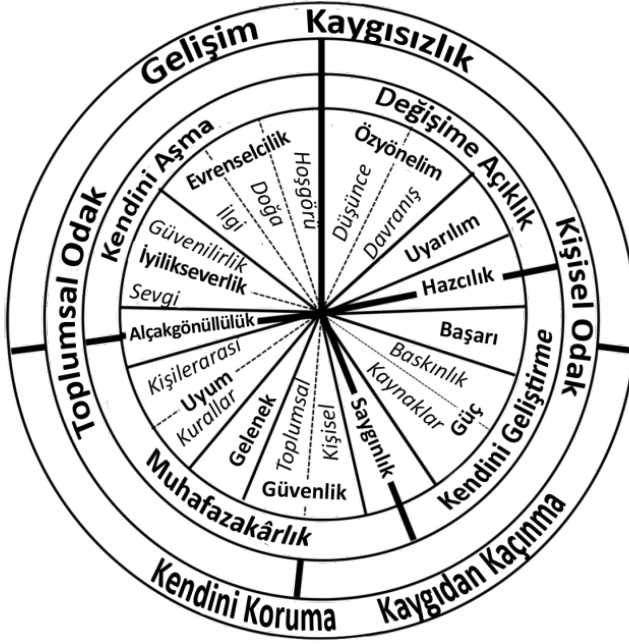 Gelişim
Kaygısızlık
Toplumsal Odak
Kişisel Odak
Kendini Aşma
Değişime Açıklık
Evrenselcilik
Hoşgörü
Doğa
İlgi
Özyönelim
Düşünce
Davranış
Uyarılım
Hazcılık
Güvenilirlik
İyilikseverlik
Sevgi
Alçakgönüllülük
Başarı
Kişilerarası
Uyum
Kurallar
Baskınlık
Kaynaklar
Güç
Gelenek
Toplumsal
Kişisel
Güvenlik
Saygınlık
Muhafazakârlık
Kendini Geliştirme
Kendini Koruma
Kaygıdan Kaçınma